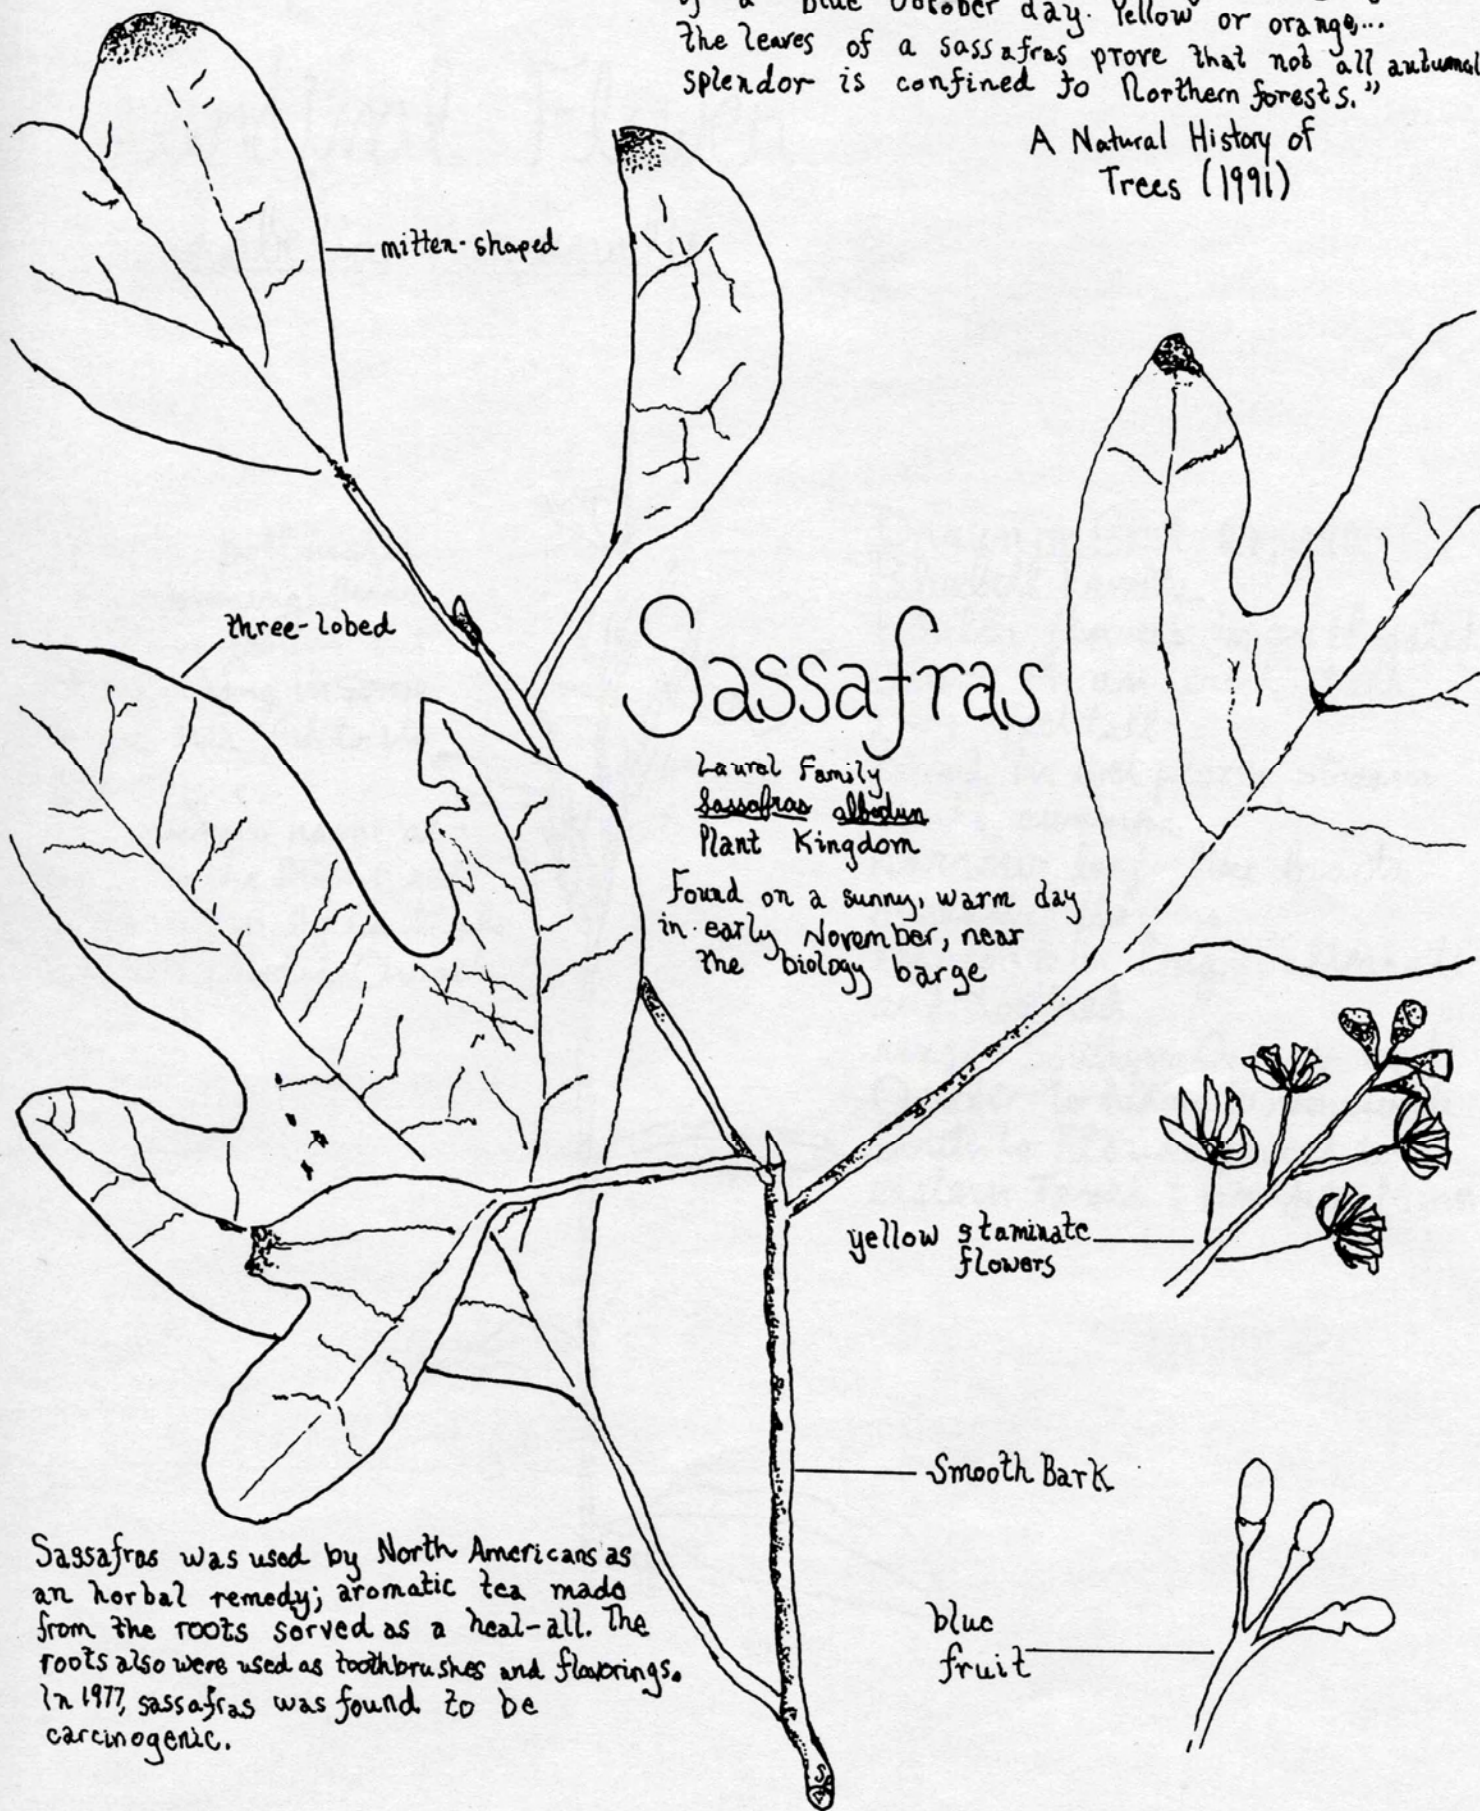 a blue October day. Yellow or orange,...
the leaves of a sassafras prove that not all autumnal
splendor is confined to Northern forests."
A Natural History of
Trees (1991)
mitten-shaped
three-lobed
Sassafras
Laurel Family
Sassafras albidum
Plant Kingdom
Found on a sunny, warm day
in early November, near
the biology barge
yellow staminate
flowers
Smooth Bark
blue
fruit
Sassafras was used by North Americans as
an herbal remedy; aromatic tea made
from the roots served as a heal-all. The
roots also were used as toothbrushes and flavorings.
In 1977, sassafras was found to be
carcinogenic.